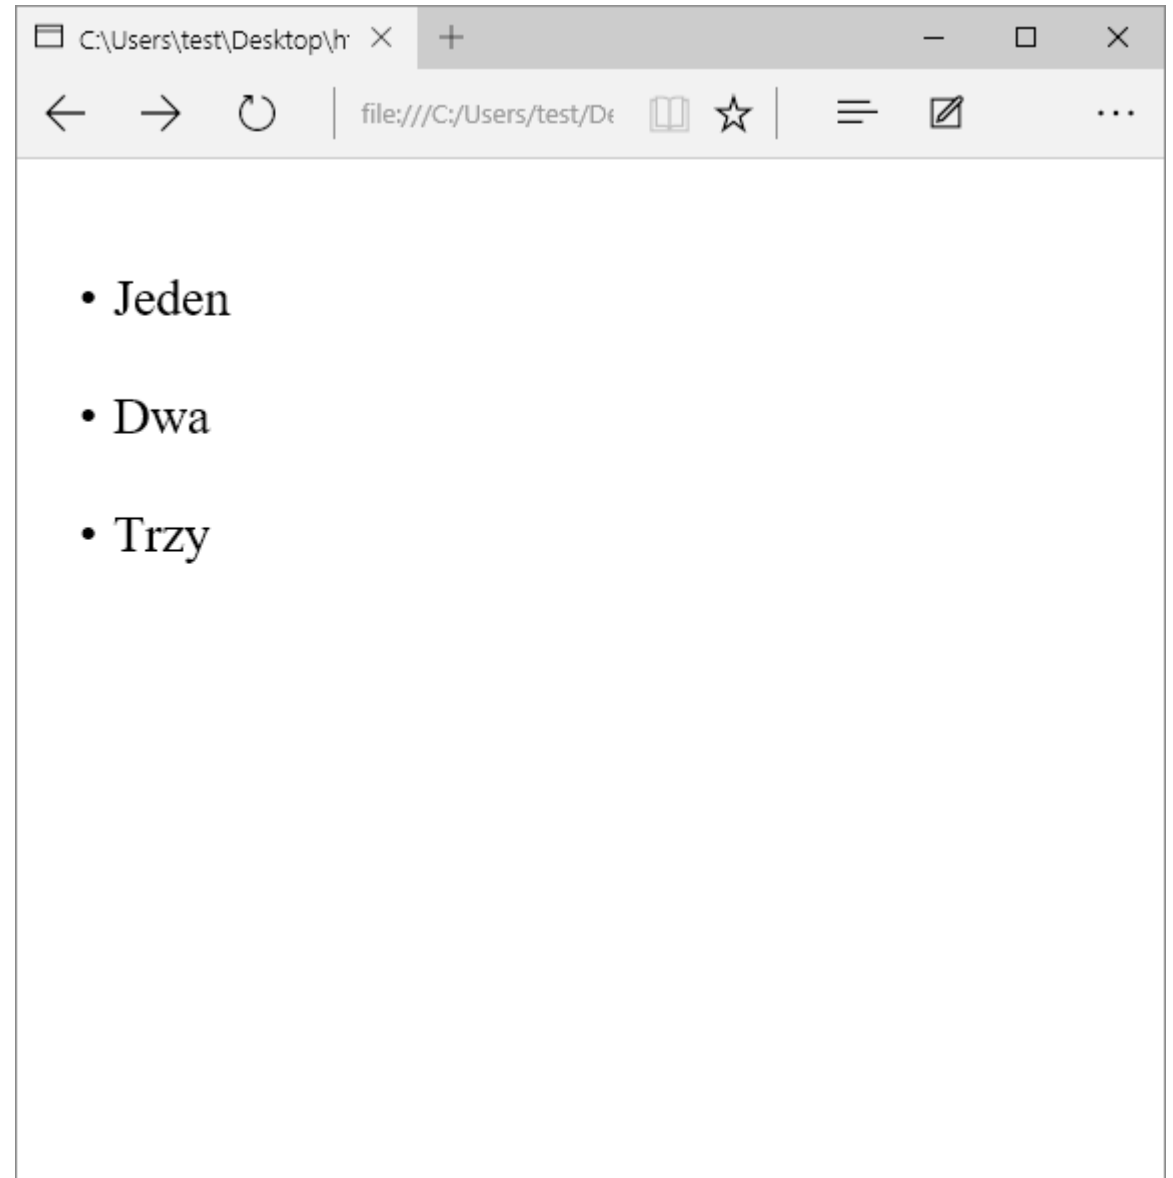 C:\Users\test\Desktop\h
file:///C:/Users/test/De
• Jeden
• Dwa
• Trzy